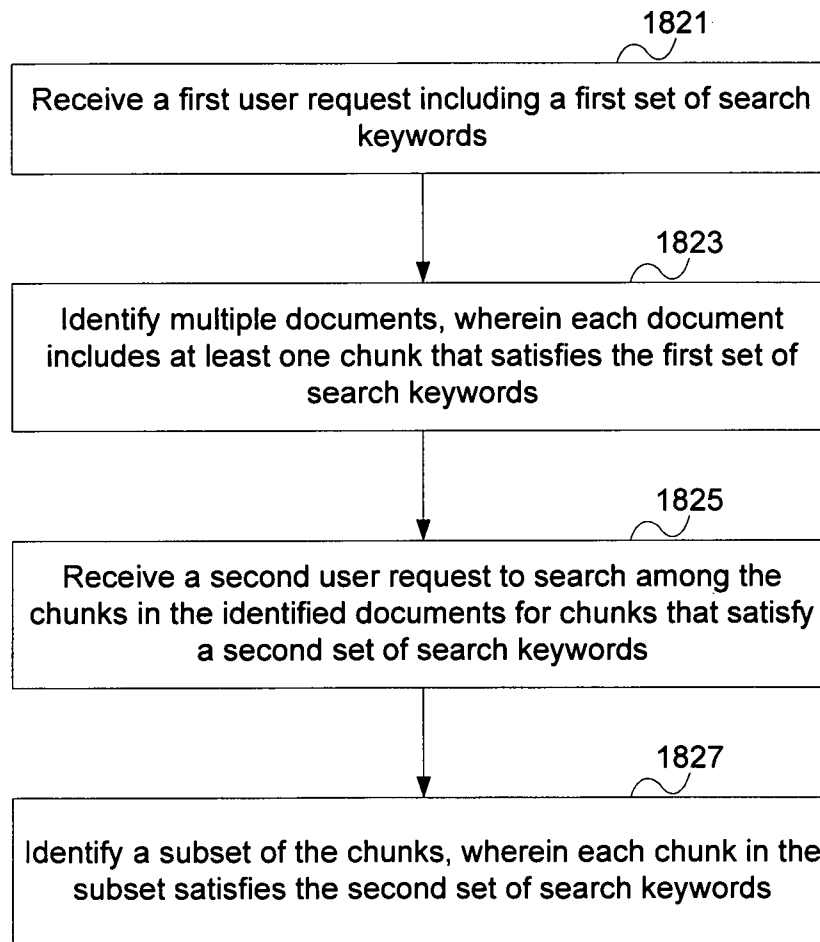 1821
Receive a first user request including a first set of search
keywords
1823
Identify multiple documents, wherein each document
includes at least one chunk that satisfies the first set of
search keywords
1825
Receive a second user request to search among the
chunks in the identified documents for chunks that satisfy
a second set of search keywords
1827
Identify a subset of the chunks, wherein each chunk in the
subset satisfies the second set of search keywords